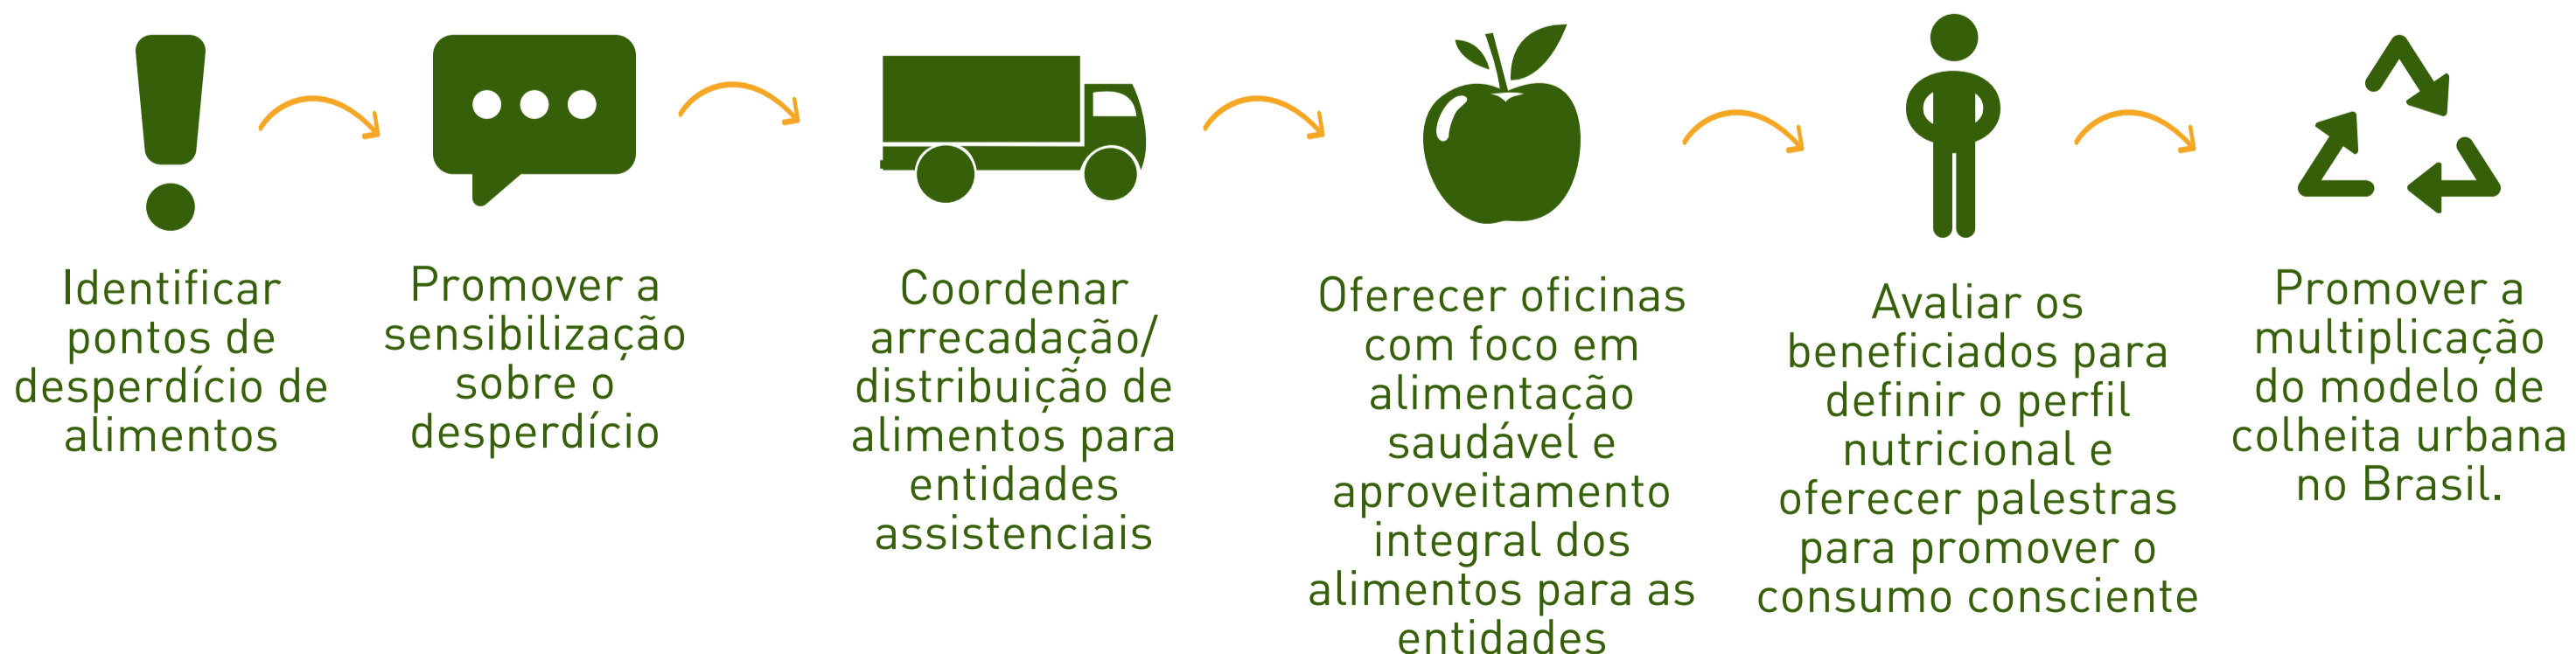 Identificar
pontos de
desperdício de
alimentos
Promover a
sensibilização
sobre o
desperdício
Coordenar
arrecadação/
distribuição de
alimentos para
entidades
assistenciais
Oferecer oficinas
com foco em
alimentação
saudável e
aproveitamento
integral dos
alimentos para as
entidades
Avaliar os
beneficiados para
definir o perfil
nutricional e
oferecer palestras
para promover o
consumo consciente
Promover a
multiplicação
do modelo de
colheita urbana
no Brasil.